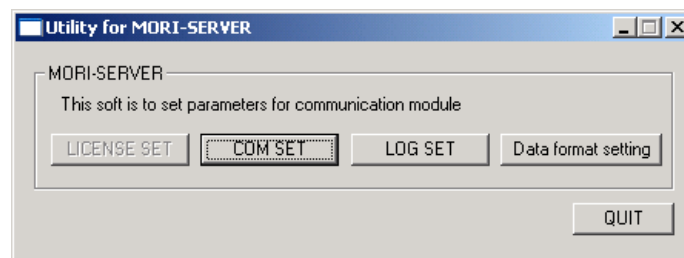 Utility for MORI-SERVER
MORI-SERVER
This soft is to set parameters for communication module
LICENSE SET COM SET LOG SET Data format setting
QUIT